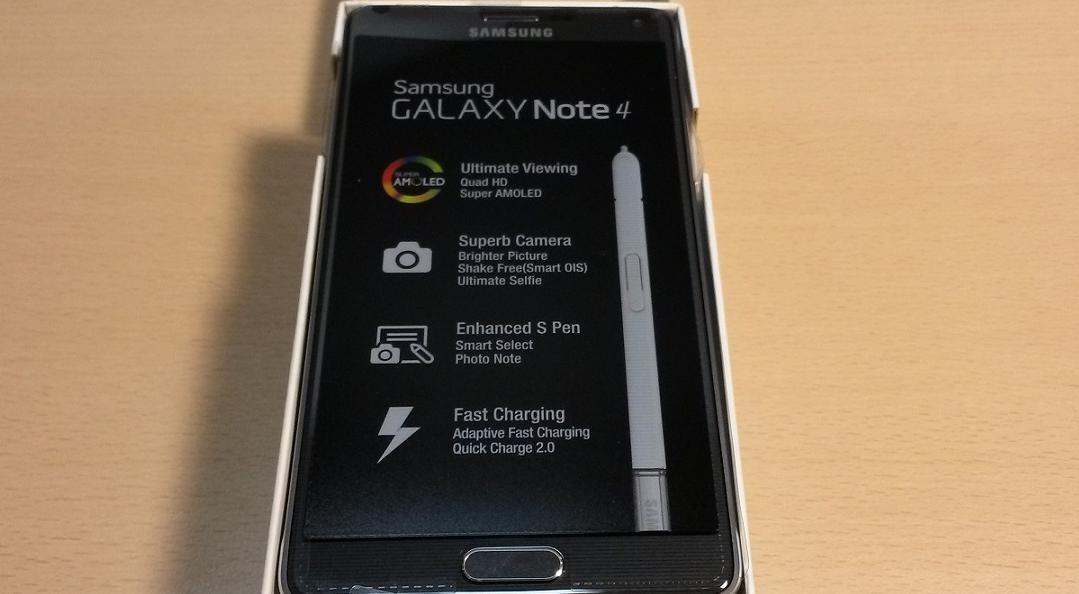 SAMSUNG
Samsung
GALAXY Note 4
SUPER
AMOLED
Ultimate Viewing
Quad HD
Super AMOLED
Superb Camera
Brighter Picture
Shake Free(Smart OIS)
Ultimate Selfie
Enhanced S Pen
Smart Select
Photo Note
Fast Charging
Adaptive Fast Charging
Quick Charge 2.0
SAM